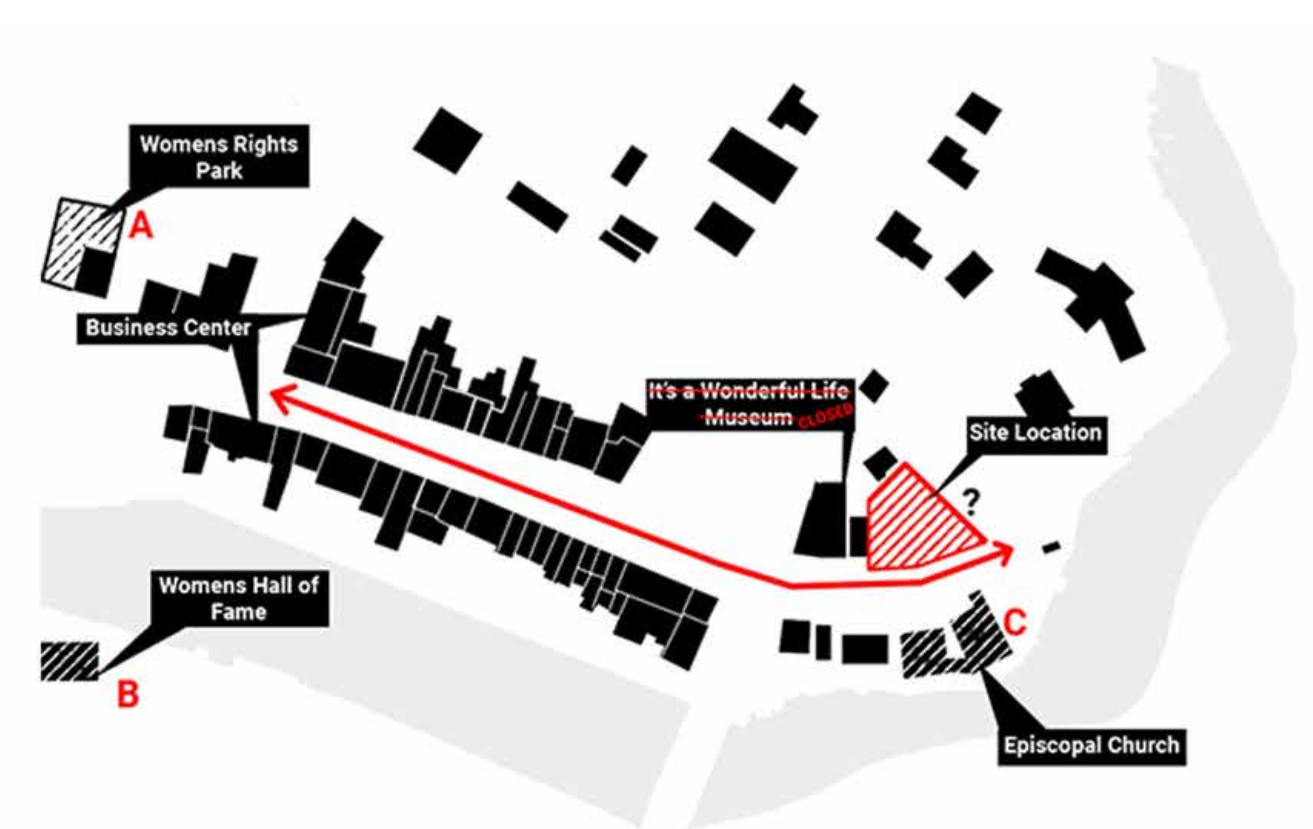 Womens Rights
Park
A
Business Center
It's a Wonderful Life
Museum CLOSED
Site Location
?
Womens Hall of
Fame
B
C
Episcopal Church